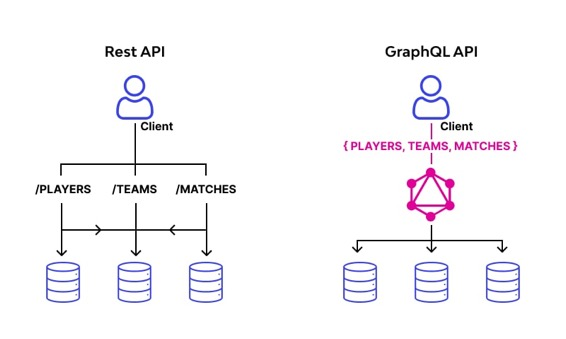 Rest API
Client
/PLAYERS
/TEAMS
/MATCHES
GraphQL API
Client
{ PLAYERS, TEAMS, MATCHES }